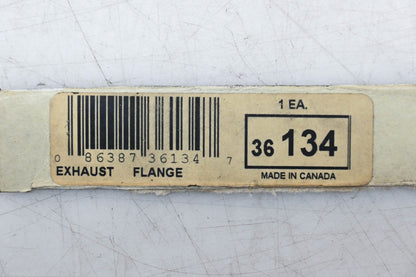 1 EA.
36 134
0 86387 36134 7
EXHAUST FLANGE
MADE IN CANADA